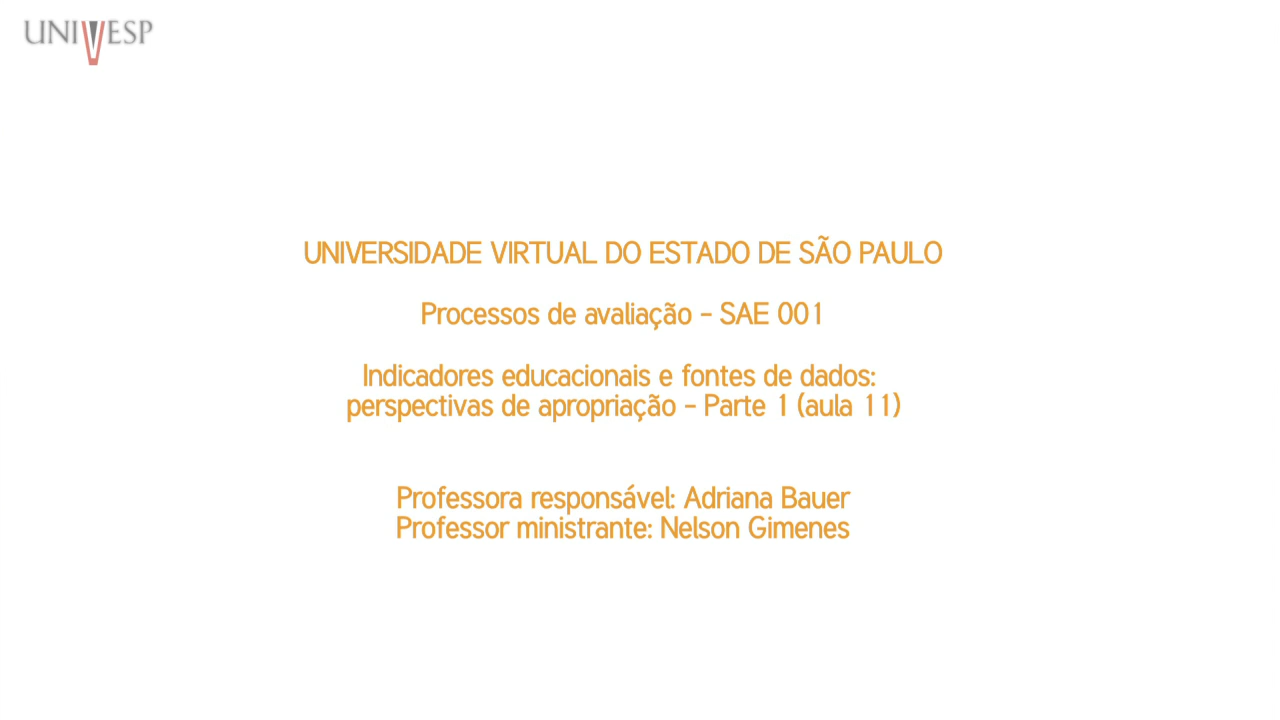 UNIVESP
UNIVERSIDADE VIRTUAL DO ESTADO DE SÃO PAULO
Processos de avaliação - SAE 001
Indicadores educacionais e fontes de dados:
perspectivas de apropriação - Parte 1 (aula 11)
Professora responsável: Adriana Bauer
Professor ministrante: Nelson Gimenes